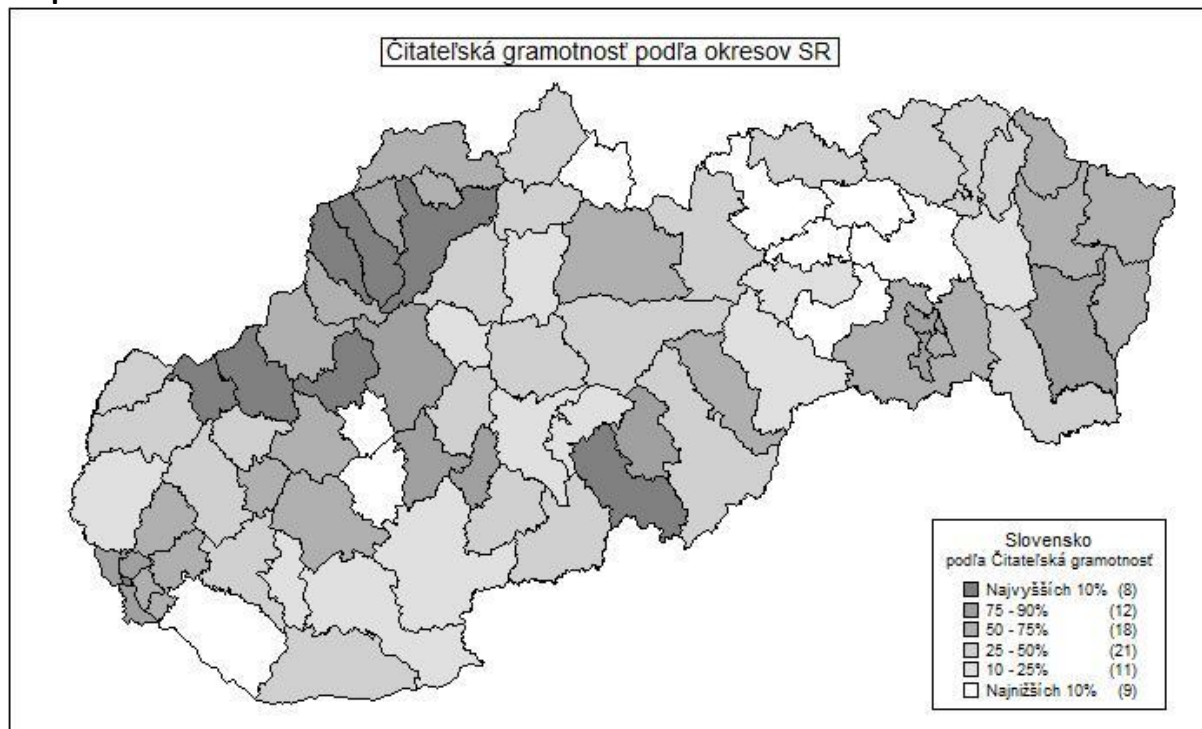 Čitateľská gramotnosť podľa okresov SR
Slovensko
podľa Čitateľská gramotnosť
Najvyšších 10% (8)
75 - 90% (12)
50 - 75% (18)
25 - 50% (21)
10 - 25% (11)
Najnižších 10% (9)